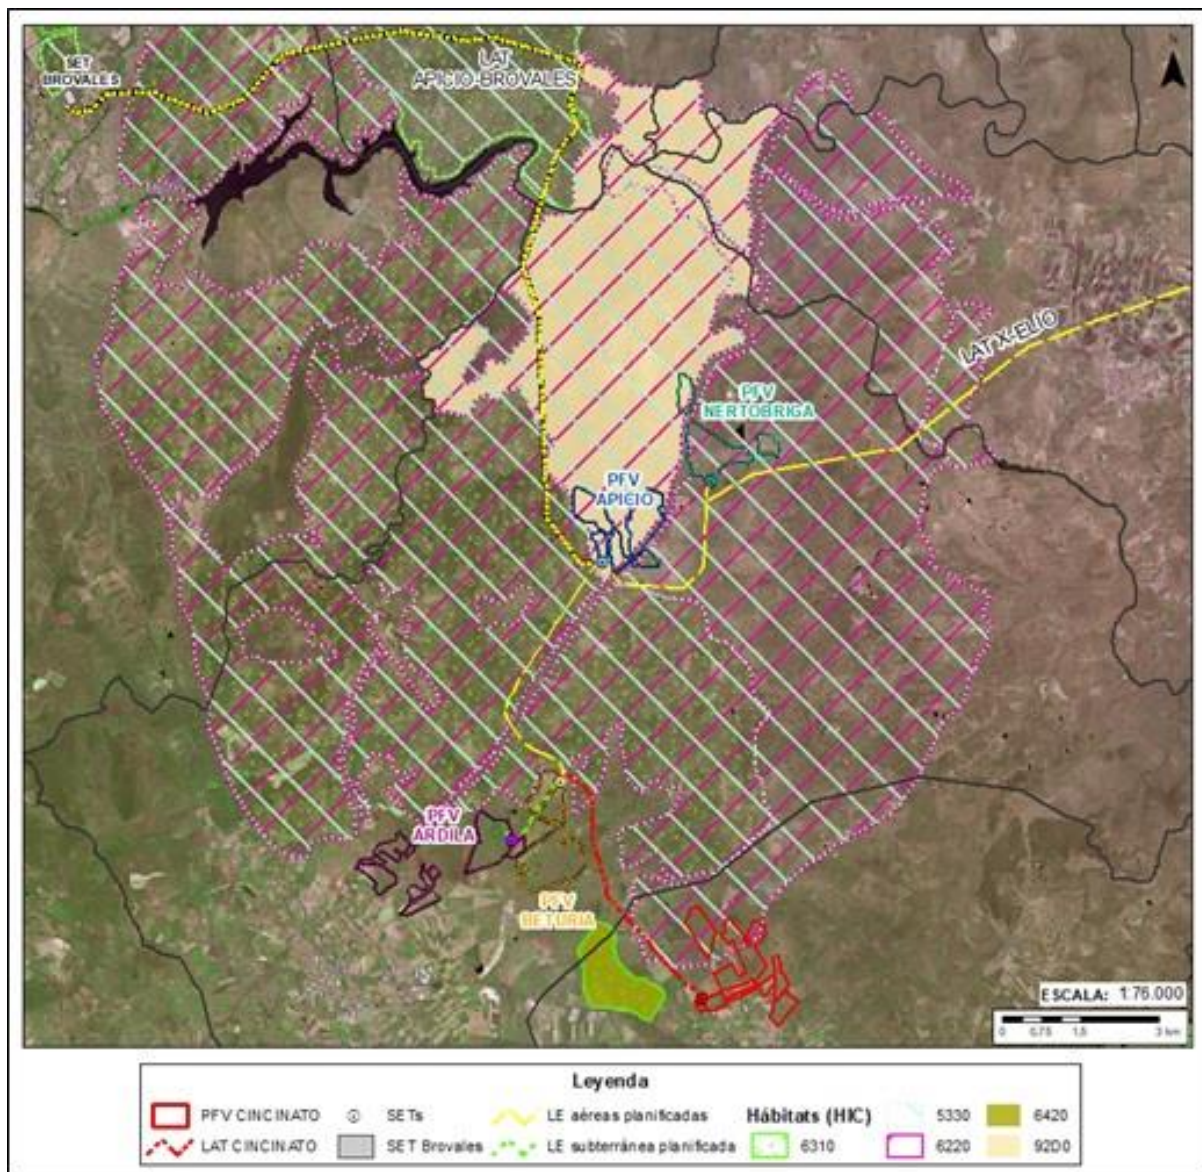 N
SET
BROVALES
LAT
APICIO-BROVALES
LAT X-ELIO
PFV
NERTOBRIGA
PFV
APICIO
PFV
ARDILA
PFV
BETURIA
ESCALA: 1:76.000
0 0,75 1,5 3 km
Leyenda
PFV CINCINATO SETs LE aéreas planificadas Hábitats (HIC) 5330 6420
LAT CINCINATO SET Brovales LE subterránea planificada 6310 6220 92D0